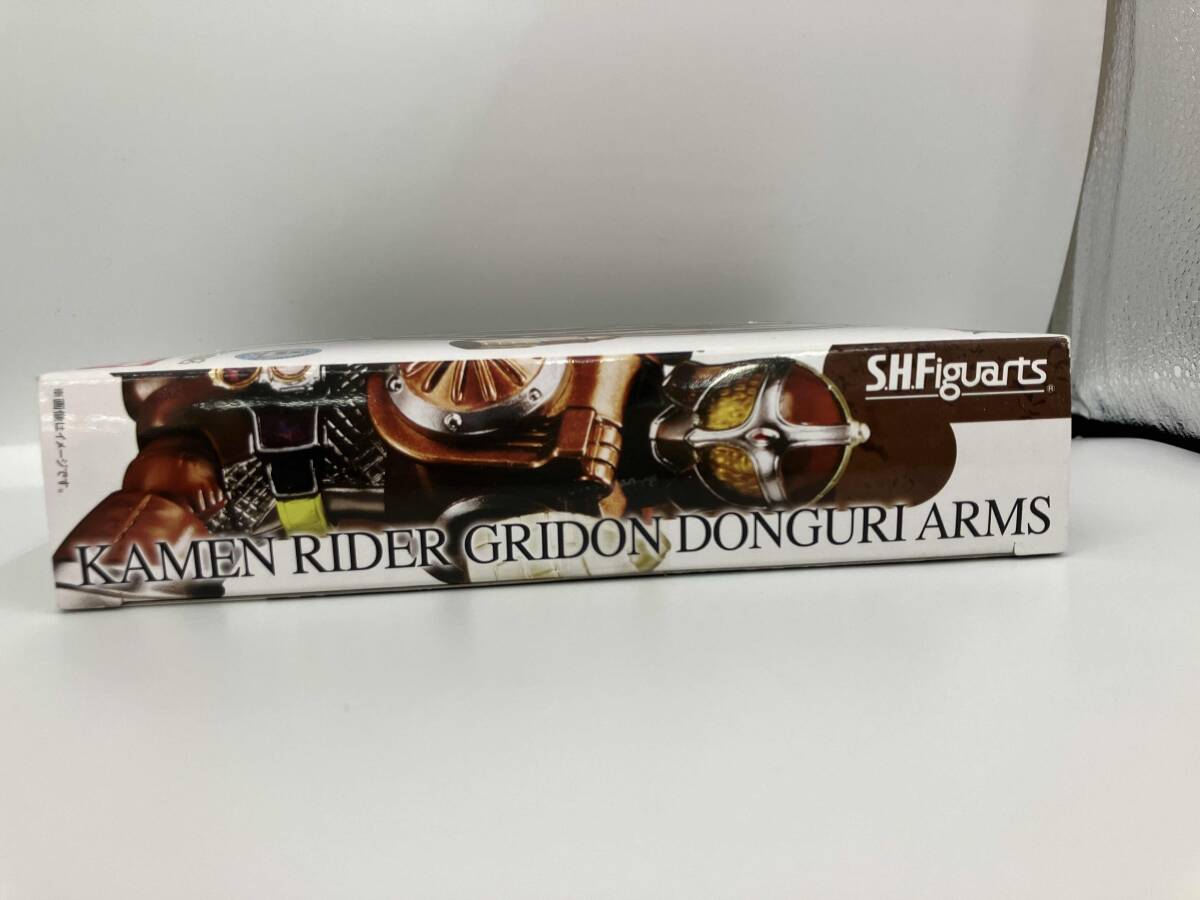 S.H.Figuarts®
KAMEN RIDER GRIDON DONGURI ARMS
※画像はイメージです。